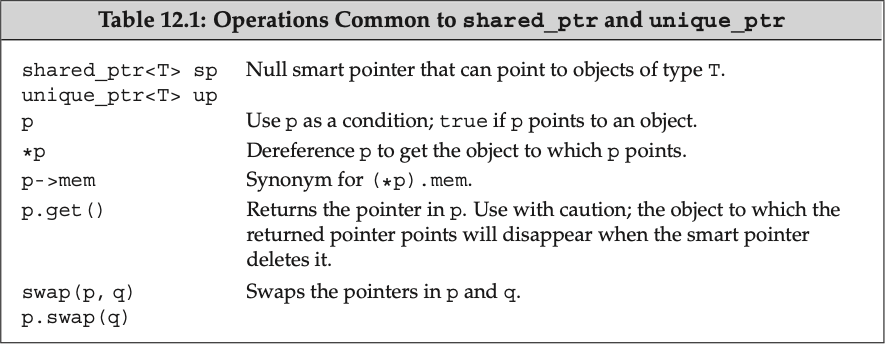 Table 12.1: Operations Common to shared_ptr and unique_ptr
shared_ptr<T> sp Null smart pointer that can point to objects of type T.
unique_ptr<T> up
p Use p as a condition; true if p points to an object.
*p Dereference p to get the object to which p points.
p->mem Synonym for (*p).mem.
p.get() Returns the pointer in p. Use with caution; the object to which the
returned pointer points will disappear when the smart pointer
deletes it.
swap(p, q) Swaps the pointers in p and q.
p.swap(q)